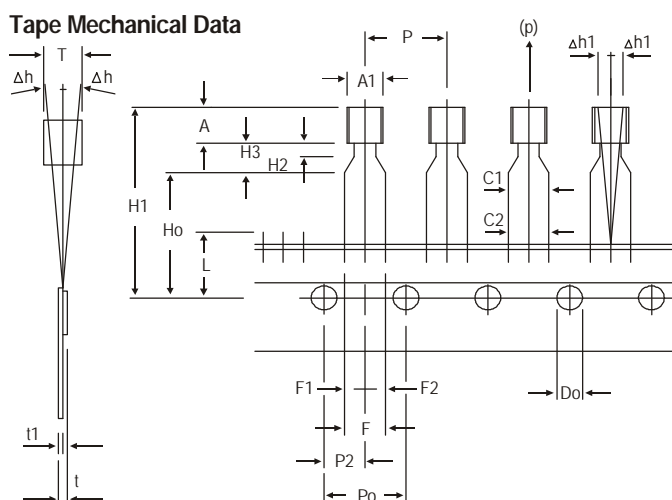 Tape Mechanical Data
T
Δh
Δh
P
(p)
Δh1
Δh1
A1
A
H3
H2
H1
Ho
L
C1
C2
F1
F2
Do
F
t1
P2
t
Po